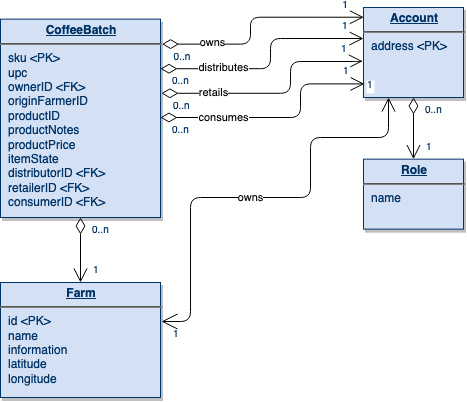 CoffeeBatch
sku <PK>
upc
ownerID <FK>
originFarmerID
productID
productNotes
productPrice
itemState
distributorID <FK>
retailerID <FK>
consumerID <FK>
owns
distributes
retails
consumes
0..n
0..n
0..n
0..n
1
1
1
1
1
Account
address <PK>
0..n
1
Role
name
owns
1
0..n
1
Farm
id <PK>
name
information
latitude
longitude